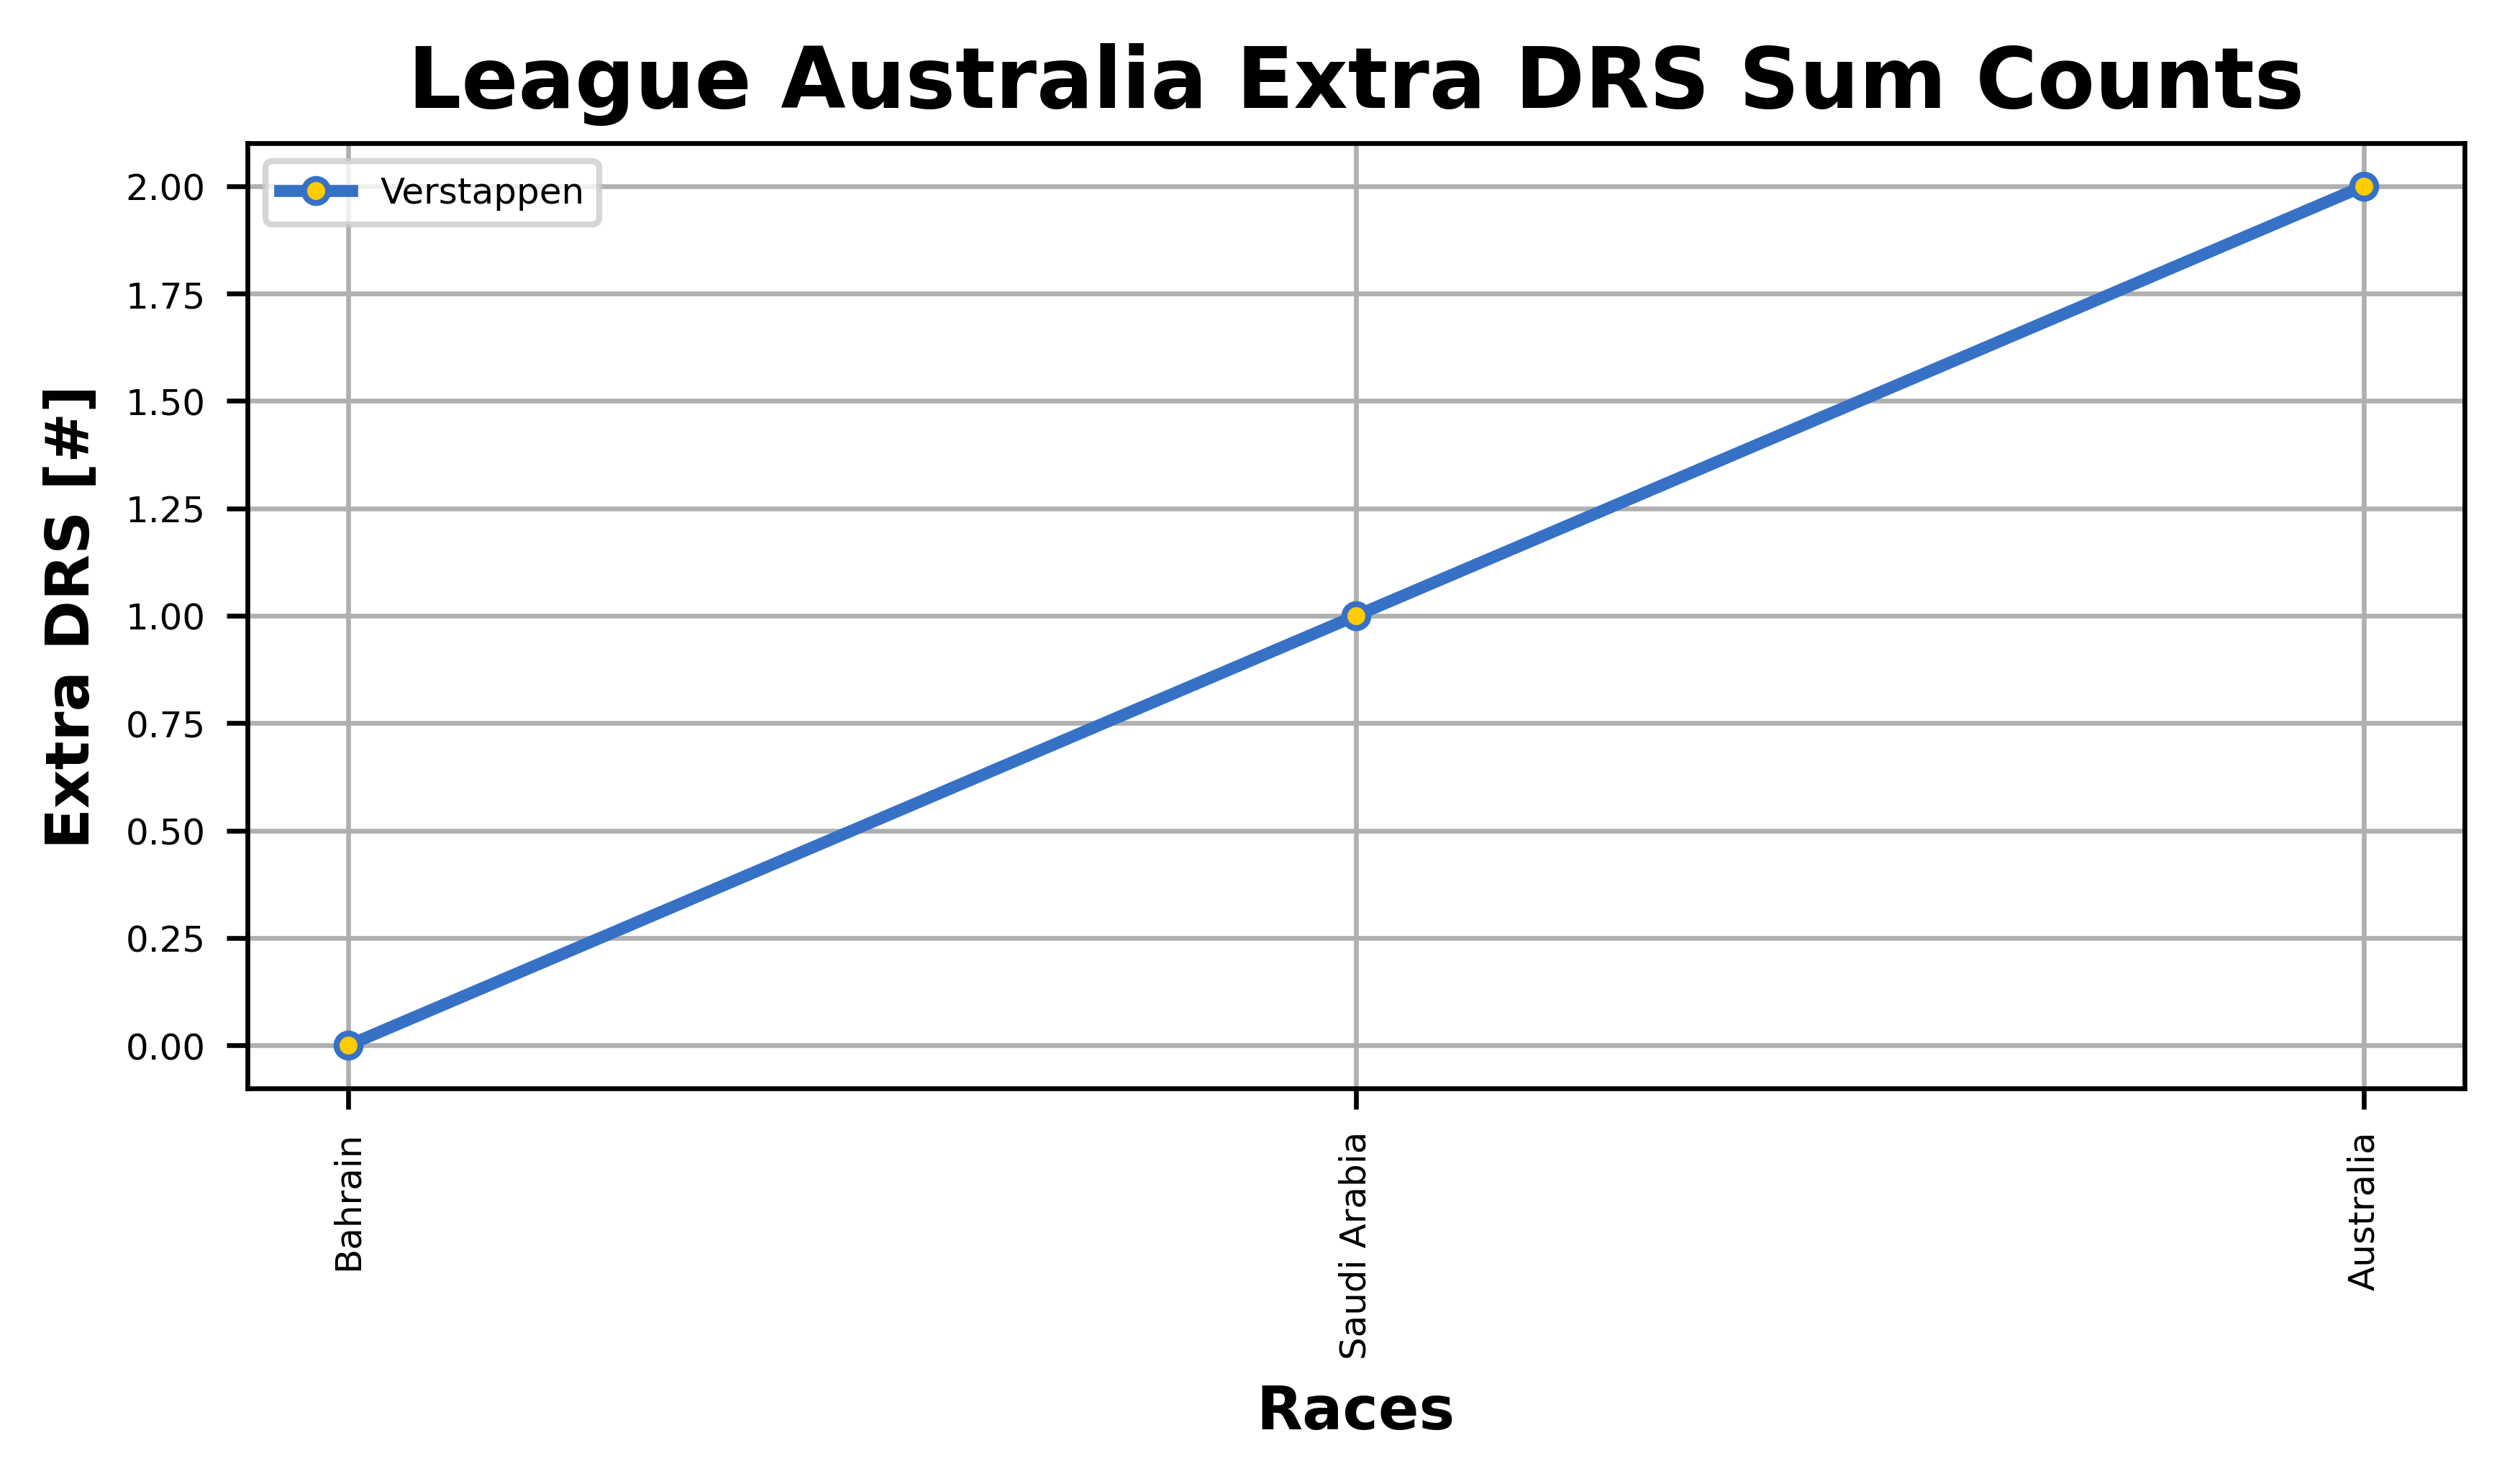 League Australia Extra DRS Sum Counts
Verstappen
Extra DRS [#]
2.00
1.75
1.50
1.25
1.00
0.75
0.50
0.25
0.00
Bahrain
Saudi Arabia
Australia
Races